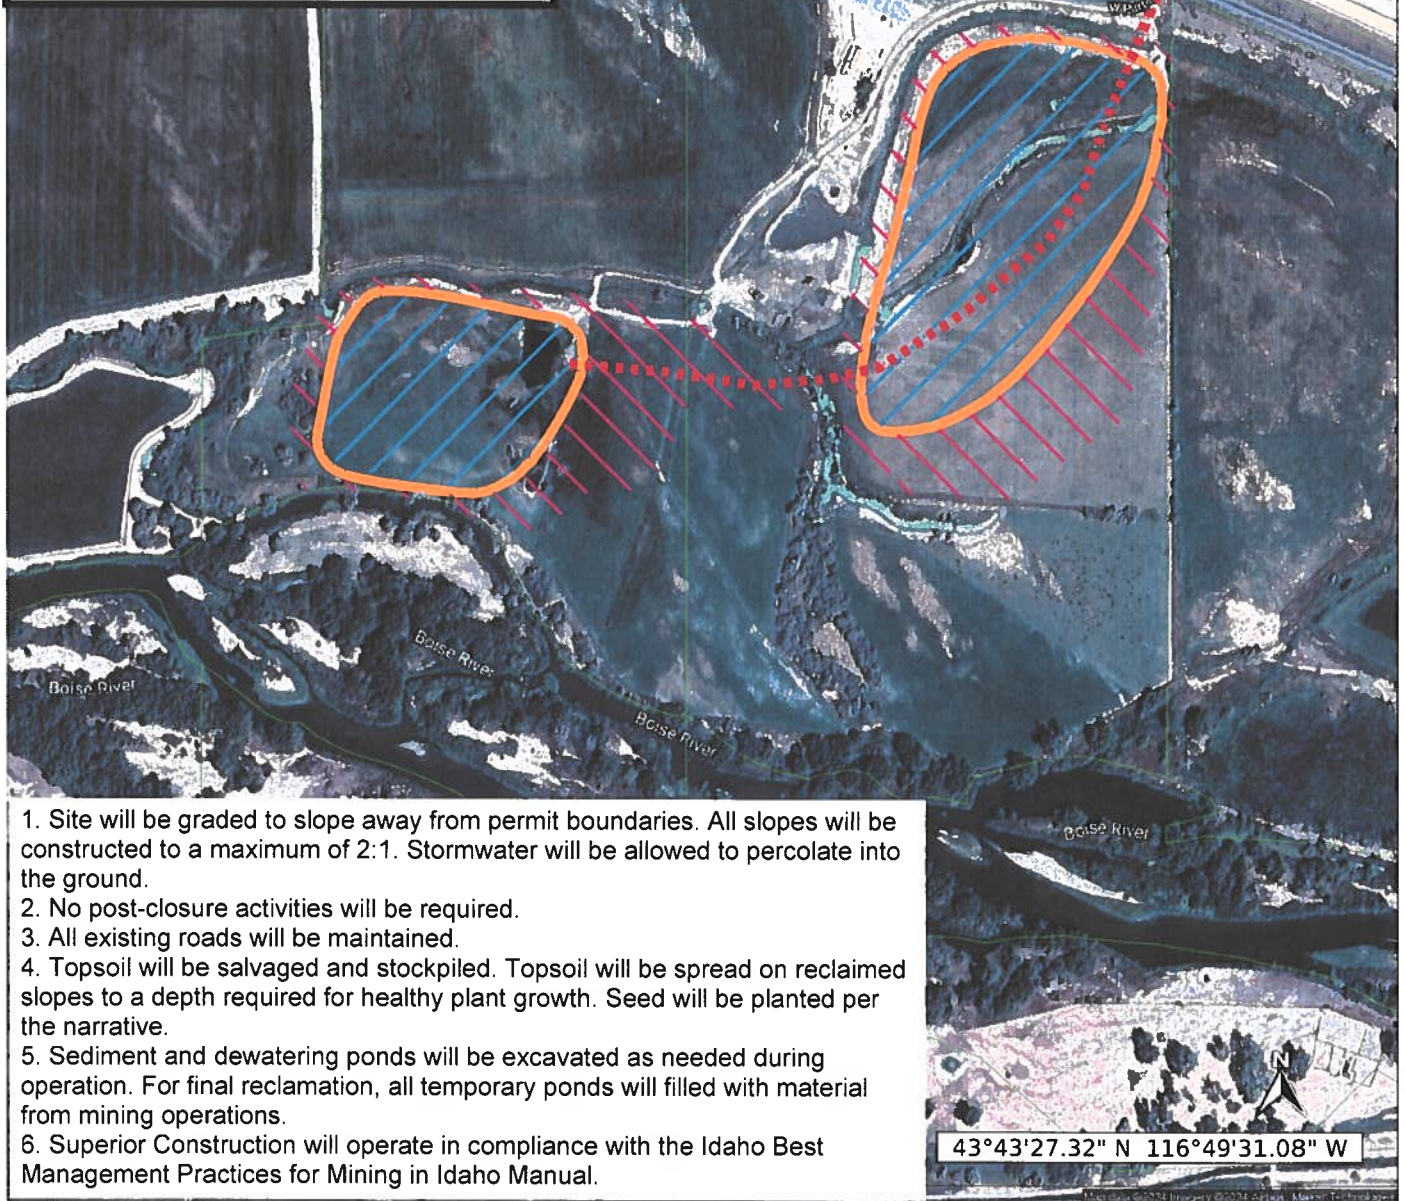 Boise River
Boise River
Boise River
Boise River
1. Site will be graded to slope away from permit boundaries. All slopes will be
constructed to a maximum of 2:1. Stormwater will be allowed to percolate into
the ground.
2. No post-closure activities will be required.
3. All existing roads will be maintained.
4. Topsoil will be salvaged and stockpiled. Topsoil will be spread on reclaimed
slopes to a depth required for healthy plant growth. Seed will be planted per
the narrative.
5. Sediment and dewatering ponds will be excavated as needed during
operation. For final reclamation, all temporary ponds will filled with material
from mining operations.
6. Superior Construction will operate in compliance with the Idaho Best
Management Practices for Mining in Idaho Manual.
N
43°43'27.32" N 116°49'31.08" W